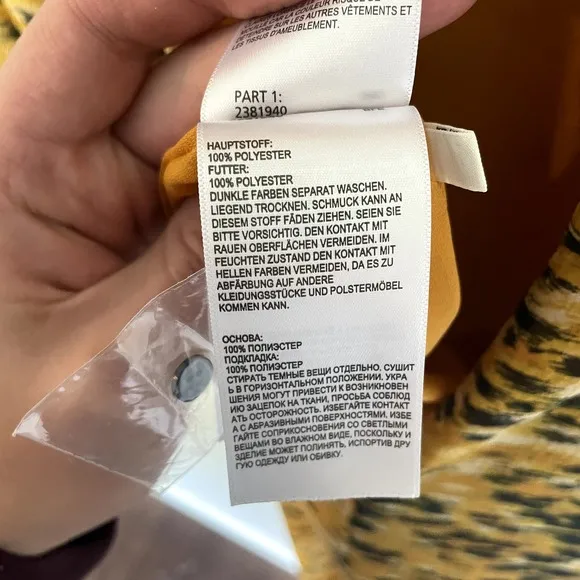 LES AUTRES VÊTEMENTS ET
LES TISSUS D'AMEUBLEMENT.
PART 1:
2381940
HAUPTSTOFF:
100% POLYESTER
FUTTER:
100% POLYESTER
DUNKLE FARBEN SEPARAT WASCHEN.
LIEGEND TROCKNEN. SCHMUCK KANN AN
DIESEM STOFF FÄDEN ZIEHEN. SEIEN SIE
BITTE VORSICHTIG. DEN KONTAKT MIT
RAUEN OBERFLÄCHEN VERMEIDEN. IM
FEUCHTEN ZUSTAND DEN KONTAKT MIT
HELLEN FARBEN VERMEIDEN, DA ES ZU
ABFÄRBUNG AUF ANDERE
KLEIDUNGSSTÜCKE UND POLSTERMÖBEL
KOMMEN KANN.
ОСНОВА:
100% ПОЛИЭСТЕР
ПОДКЛАДКА:
100% ПОЛИЭСТЕР
СТИРАТЬ ТЕМНЫЕ ВЕЩИ ОТДЕЛЬНО. СУШИТ
Ь В ГОРИЗОНТАЛЬНОМ ПОЛОЖЕНИИ. УКРА
ШЕНИЯ МОГУТ ПРИВЕСТИ К ВОЗНИКНОВЕН
ИЮ ЗАЦЕПОК НА ТКАНИ, ПРОСЬБА СОБЛЮД
АТЬ ОСТОРОЖНОСТЬ. ИЗБЕГАЙТЕ КОНТАКТ
А С АБРАЗИВНЫМИ ПОВЕРХНОСТЯМИ. ИЗБЕ
ГАЙТЕ СОПРИКОСНОВЕНИЯ СО СВЕТЛЫМИ
ВЕЩАМИ ВО ВЛАЖНОМ ВИДЕ, ПОСКОЛЬКУ И
ЗДЕЛИЕ МОЖЕТ ПОЛИНЯТЬ, ИСПОРТИВ ДРУ
ГУЮ ОДЕЖДУ ИЛИ ОБИВКУ.